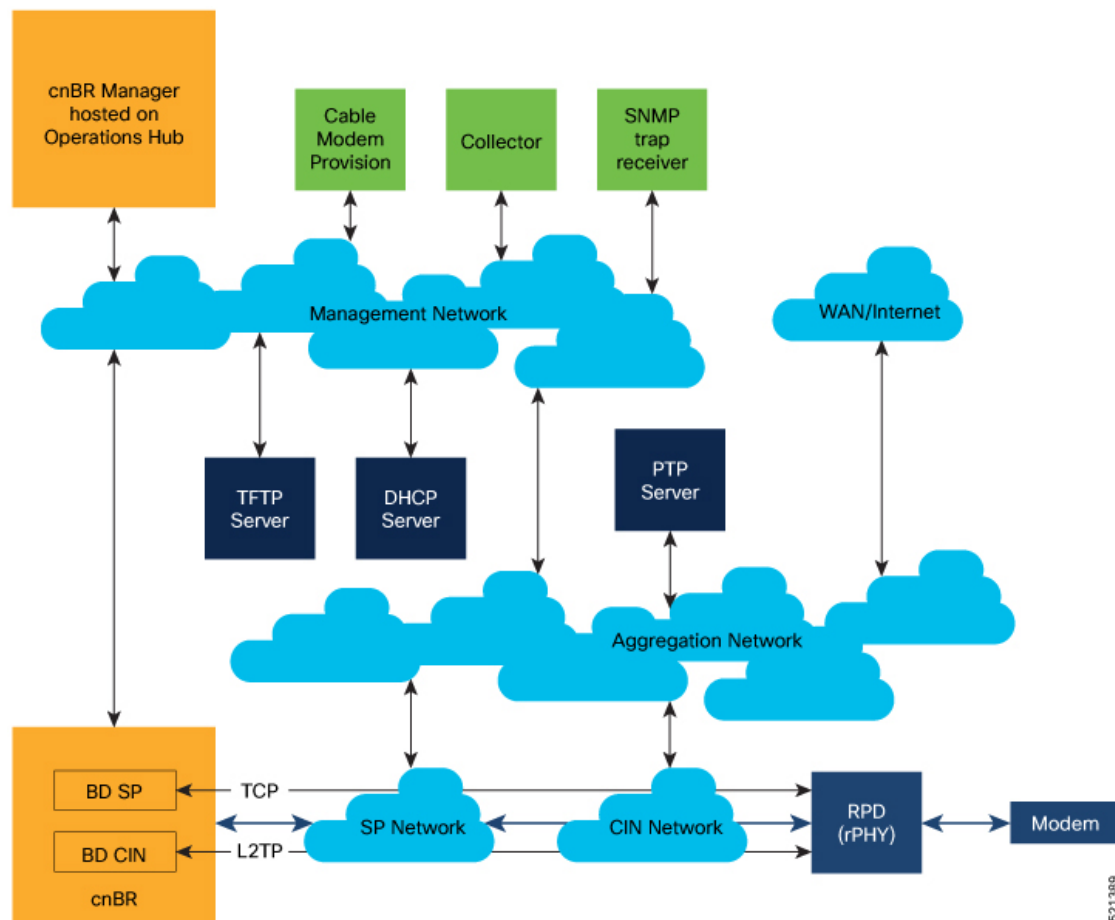 cnBR Manager
hosted on
Operations Hub
Cable
Modem
Provision
Collector
SNMP
trap
receiver
Management Network
WAN/Internet
TFTP
Server
DHCP
Server
PTP
Server
Aggregation Network
BD SP
TCP
SP Network
CIN Network
RPD
(rPHY)
Modem
BD CIN
L2TP
cnBR
521389